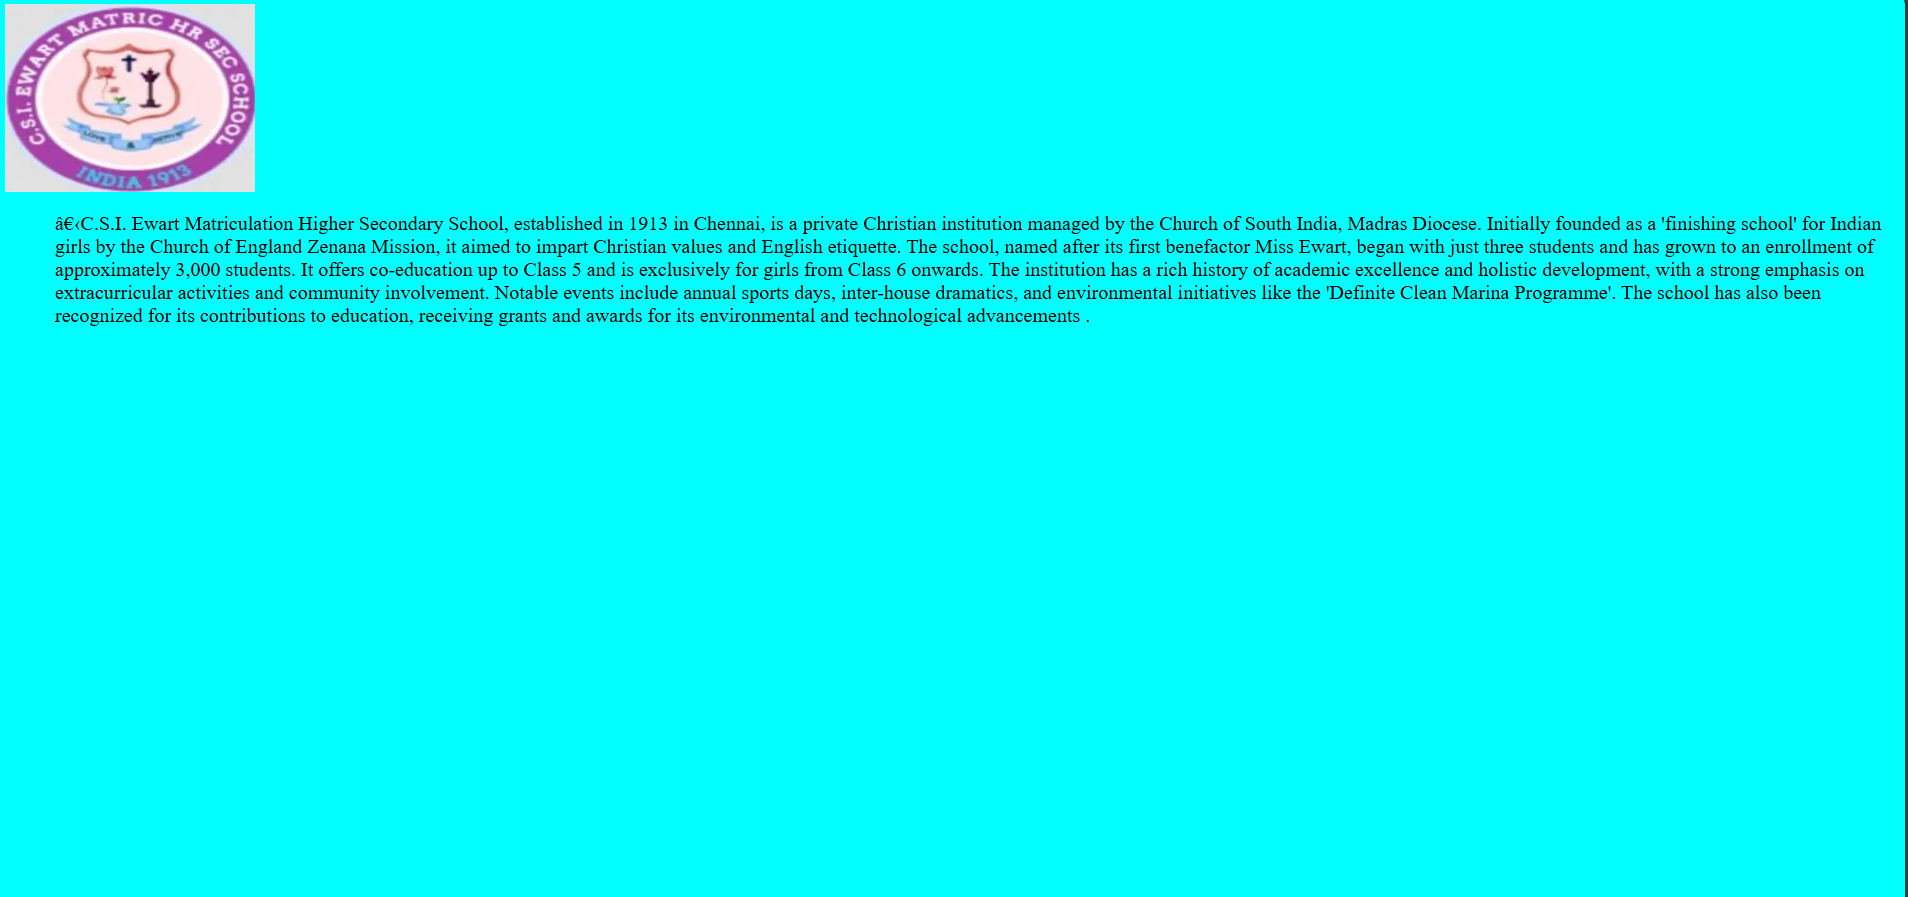 C.S.I. EWART MATRIC HR SEC SCHOOL
LOVE & SERVE
INDIA 1913
â€‹C.S.I. Ewart Matriculation Higher Secondary School, established in 1913 in Chennai, is a private Christian institution managed by the Church of South India, Madras Diocese. Initially founded as a 'finishing school' for Indian
girls by the Church of England Zenana Mission, it aimed to impart Christian values and English etiquette. The school, named after its first benefactor Miss Ewart, began with just three students and has grown to an enrollment of
approximately 3,000 students. It offers co-education up to Class 5 and is exclusively for girls from Class 6 onwards. The institution has a rich history of academic excellence and holistic development, with a strong emphasis on
extracurricular activities and community involvement. Notable events include annual sports days, inter-house dramatics, and environmental initiatives like the 'Definite Clean Marina Programme'. The school has also been
recognized for its contributions to education, receiving grants and awards for its environmental and technological advancements .